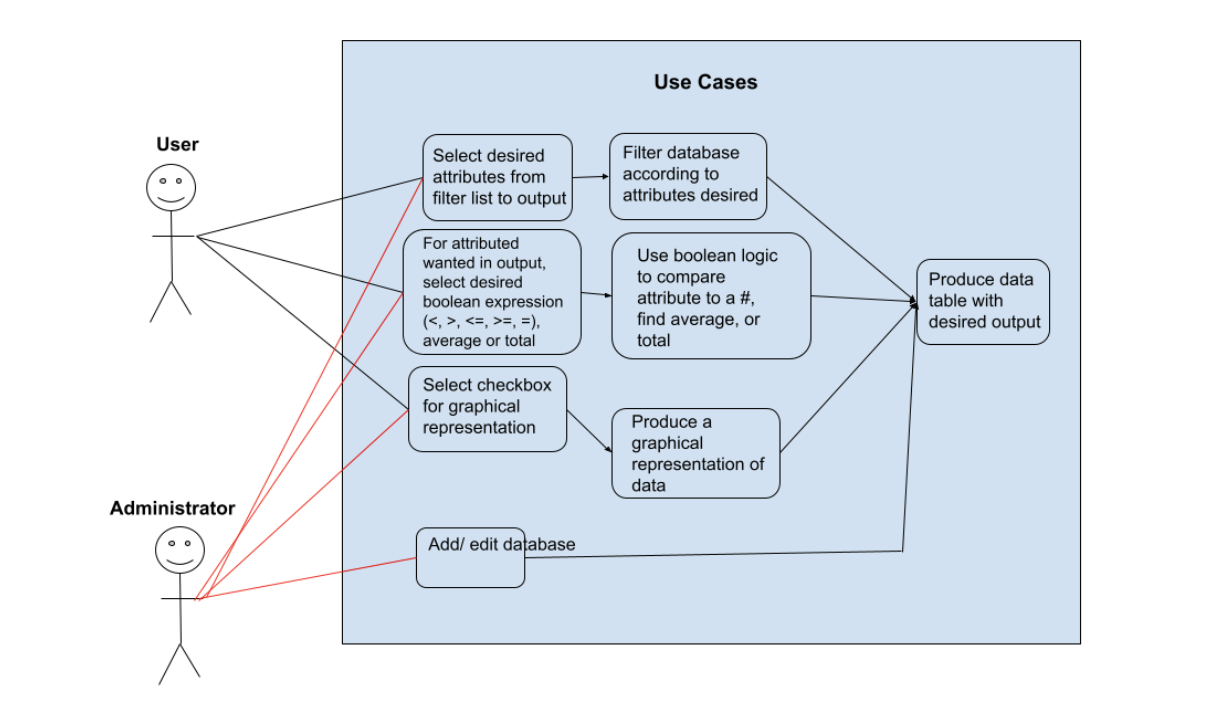 Use Cases
User
Select desired
attributes from
filter list to output
Filter database
according to
attributes desired
For attributed
wanted in output,
select desired
boolean expression
(<, >, <=, >=, =),
average or total
Use boolean logic
to compare
attribute to a #,
find average, or
total
Produce data
table with
desired output
Select checkbox
for graphical
representation
Produce a
graphical
representation of
data
Administrator
Add/ edit database